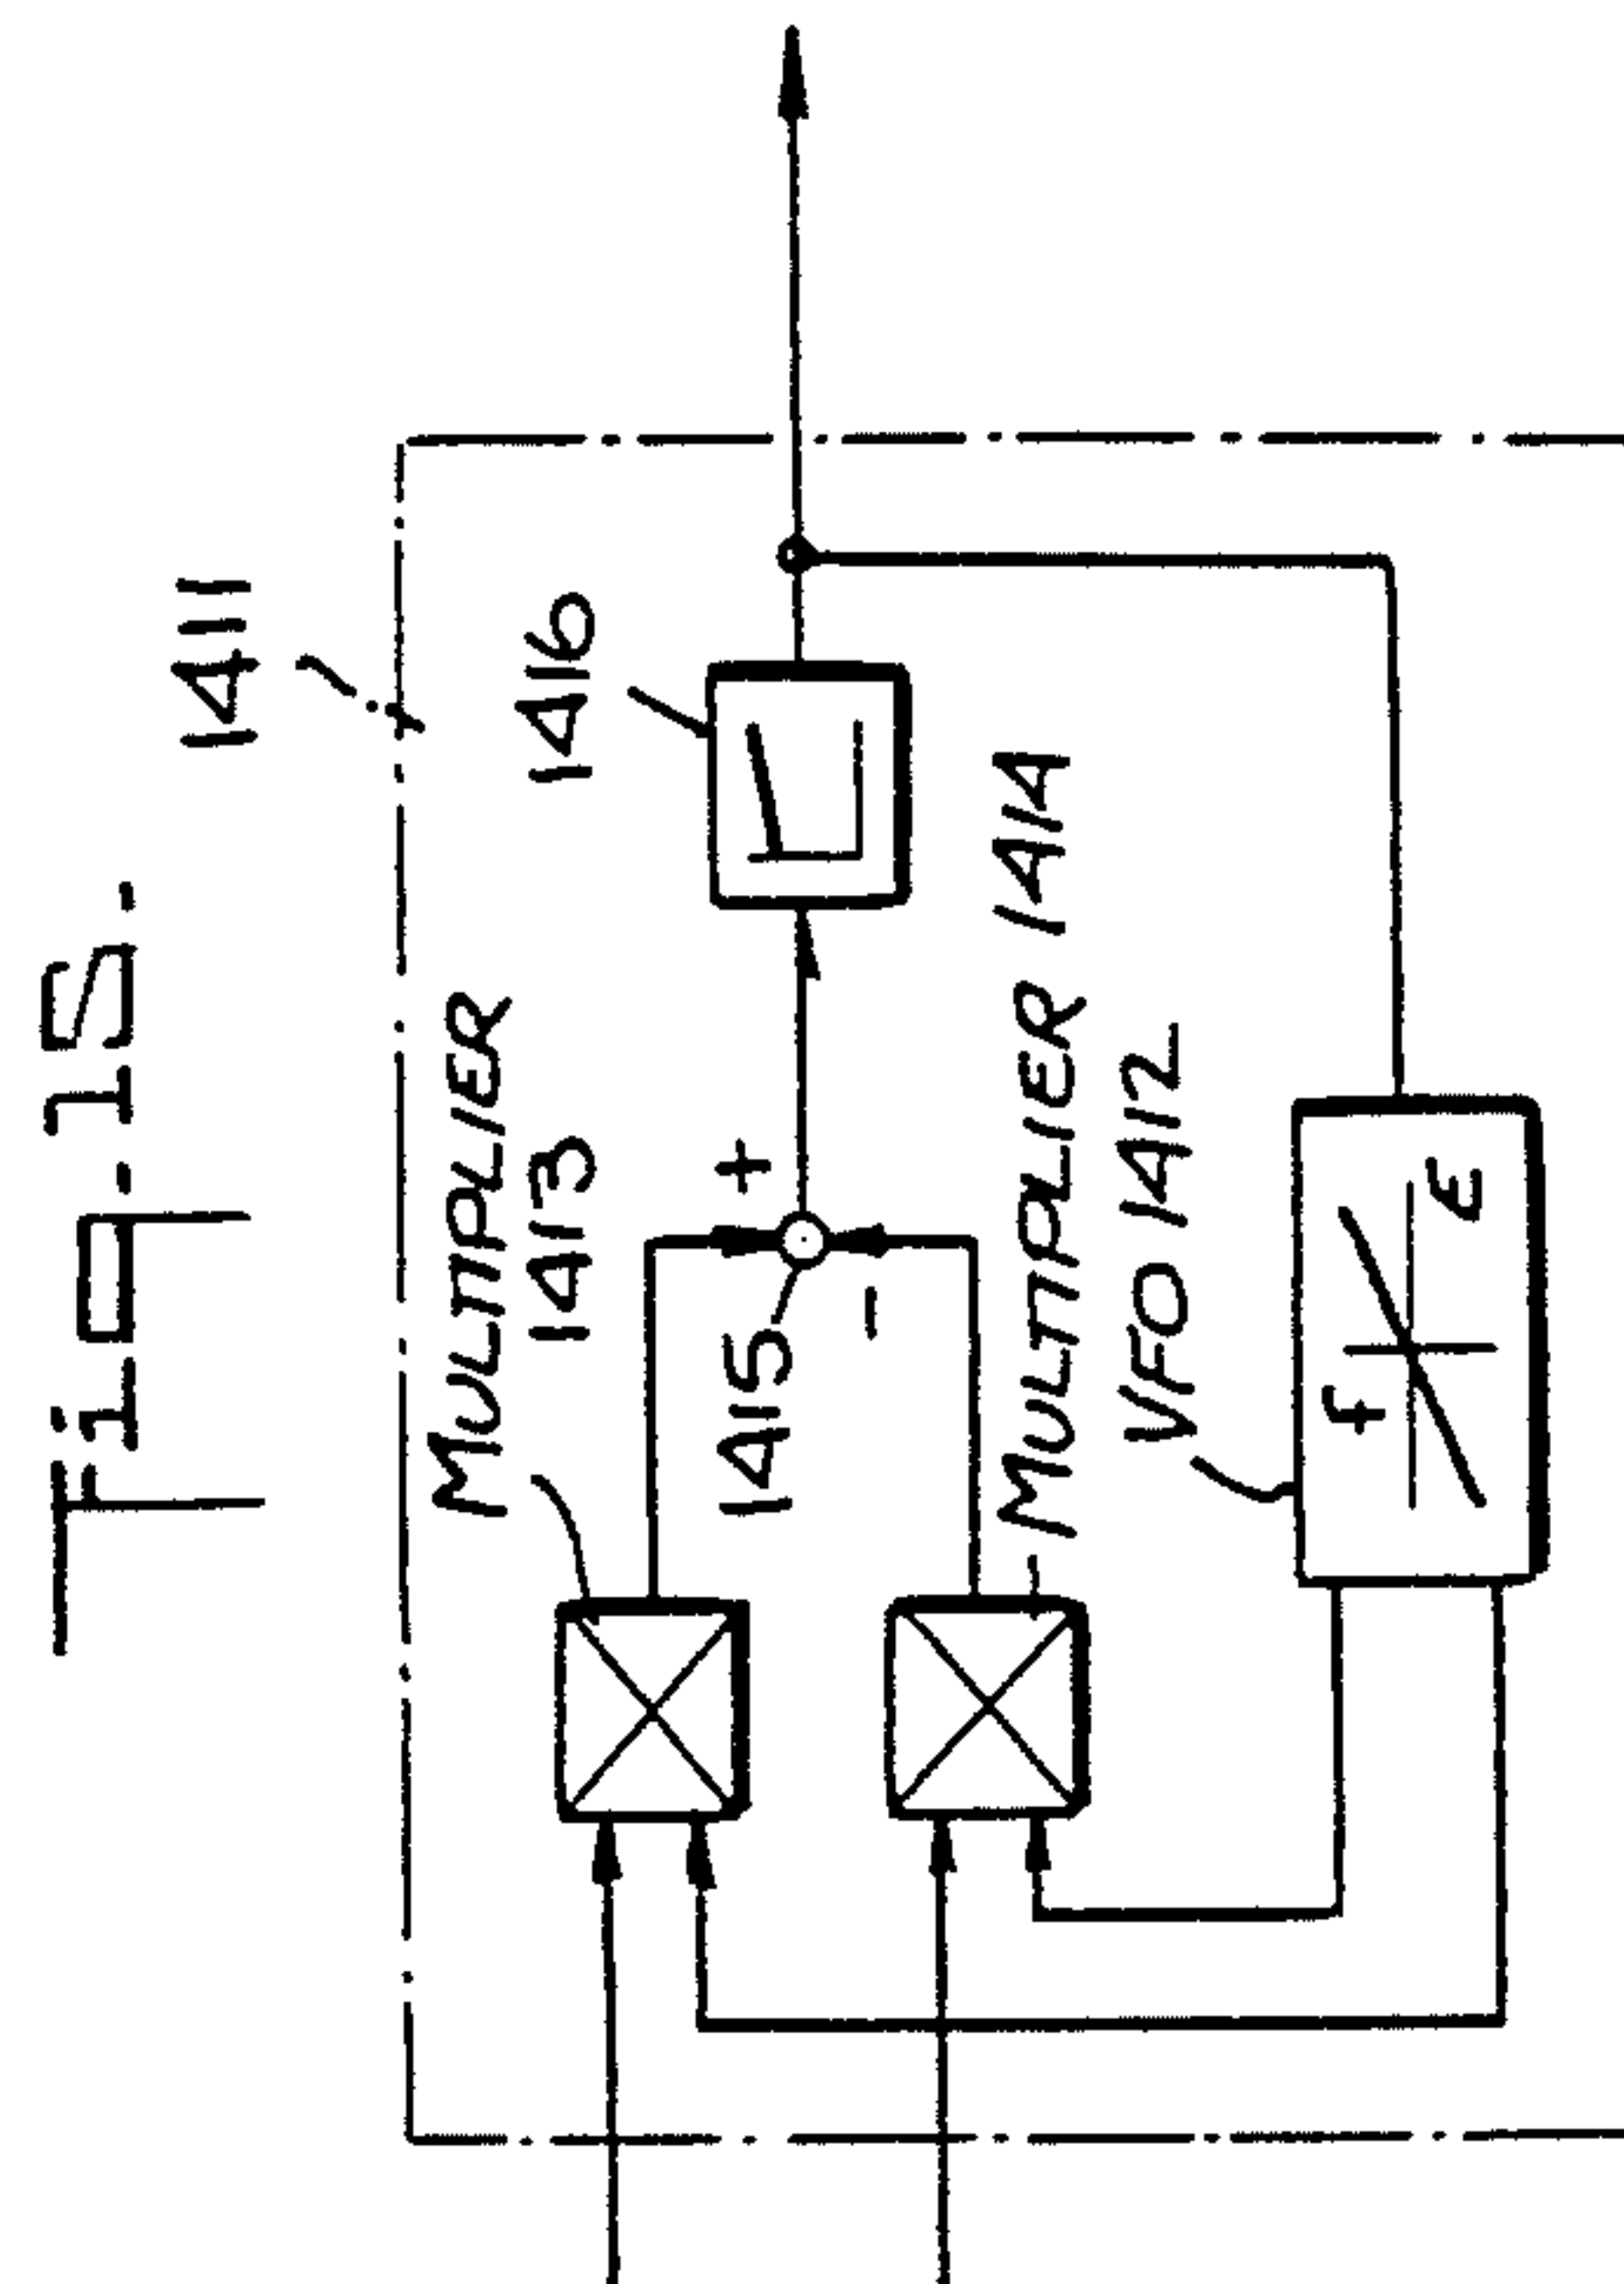 Fig. 15.
1411
MULTIPLIER
1413
1416
+
1415
−
MULTIPLIER 1414
VFO 1412
f
ε